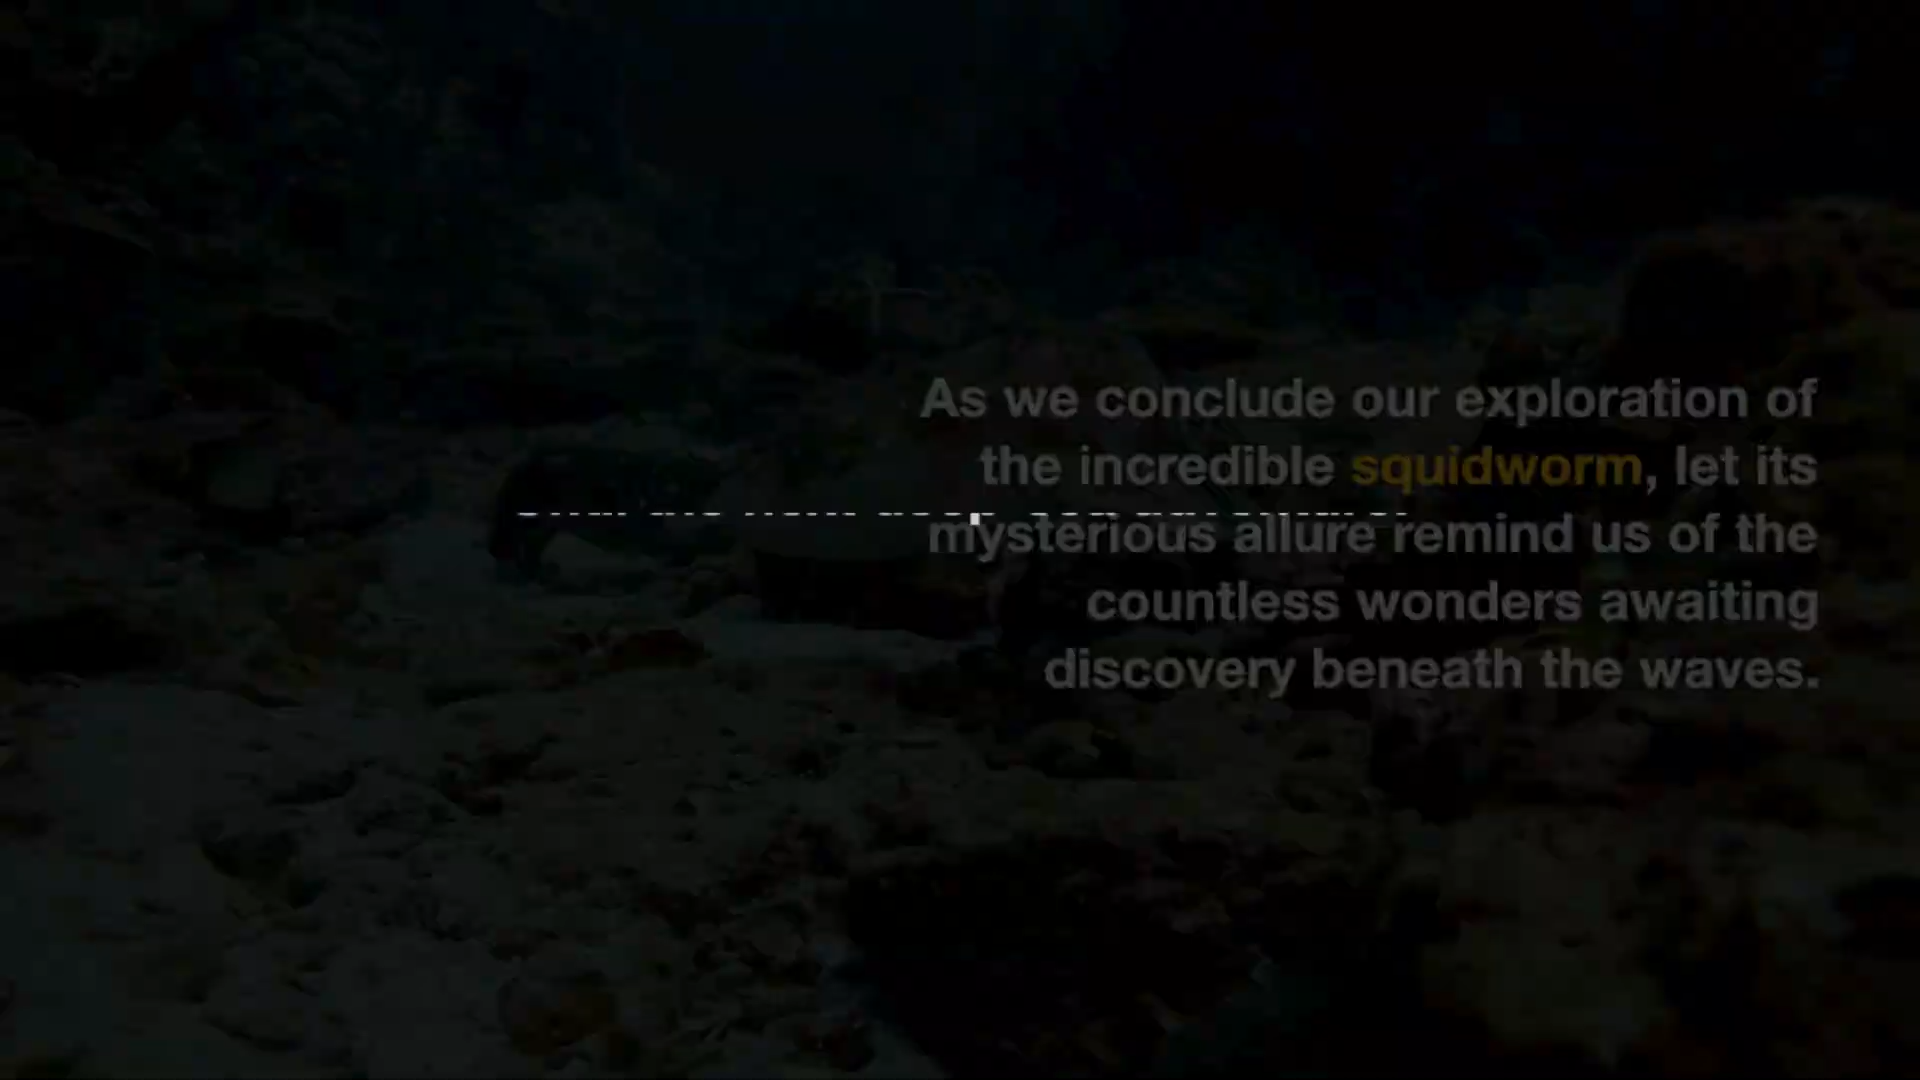 As we conclude our exploration of
the incredible squidworm, let its
mysterious allure remind us of the
countless wonders awaiting
discovery beneath the waves.